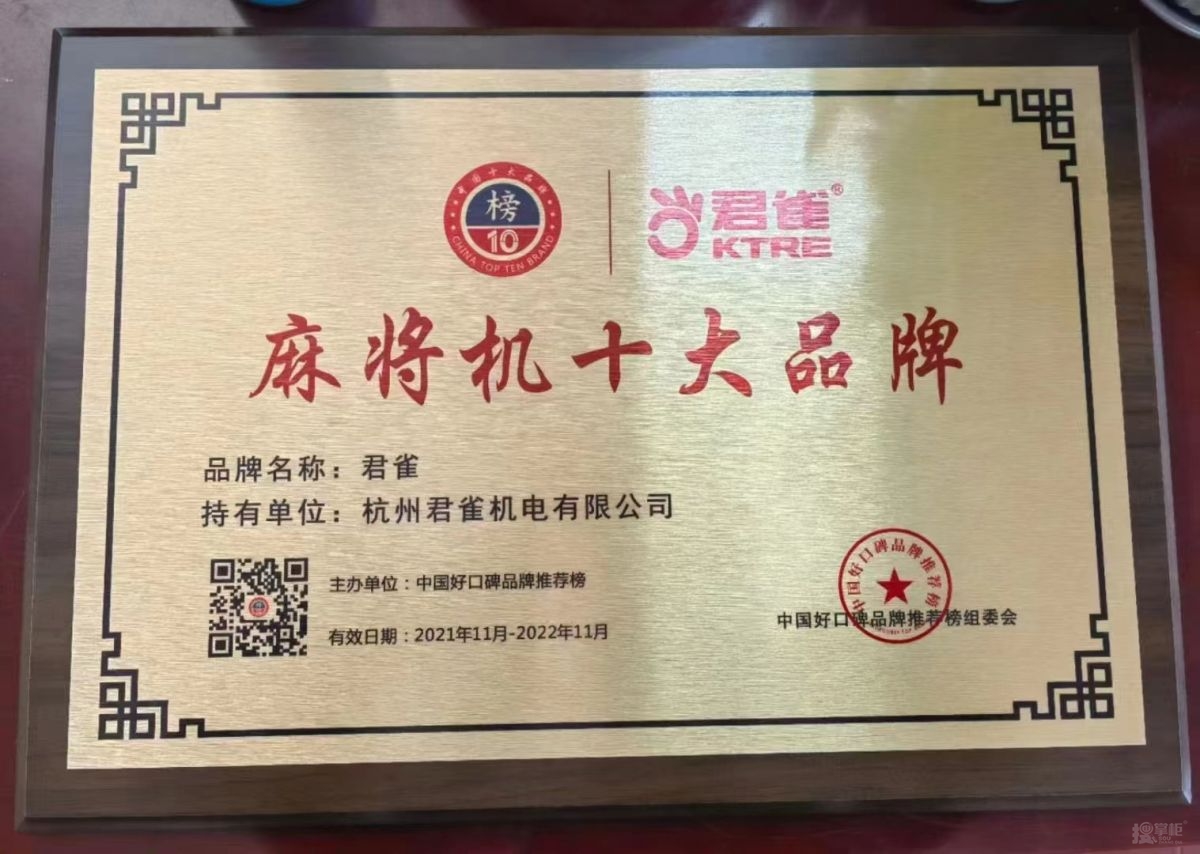 中国十大品牌
榜
10
CHINA TOP TEN BRAND
君雀®
KTRE
麻将机十大品牌
品牌名称：君雀
持有单位：杭州君雀机电有限公司
主办单位：中国好口碑品牌推荐榜
有效日期：2021年11月-2022年11月
中国好口碑品牌推荐榜
中国好口碑品牌推荐榜组委会
掌柜